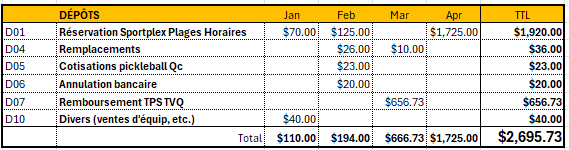 DÉPÔTS Jan Feb Mar Apr TTL
D01 Réservation Sportplex Plages Horaires $70.00 $125.00 $1,725.00 $1,920.00
D04 Remplacements $26.00 $10.00 $36.00
D05 Cotisations pickleball Qc $23.00 $23.00
D06 Annulation bancaire $20.00 $20.00
D07 Remboursement TPS TVQ $656.73 $656.73
D10 Divers (ventes d'équip, etc.) $40.00 $40.00
Total $110.00 $194.00 $666.73 $1,725.00 $2,695.73